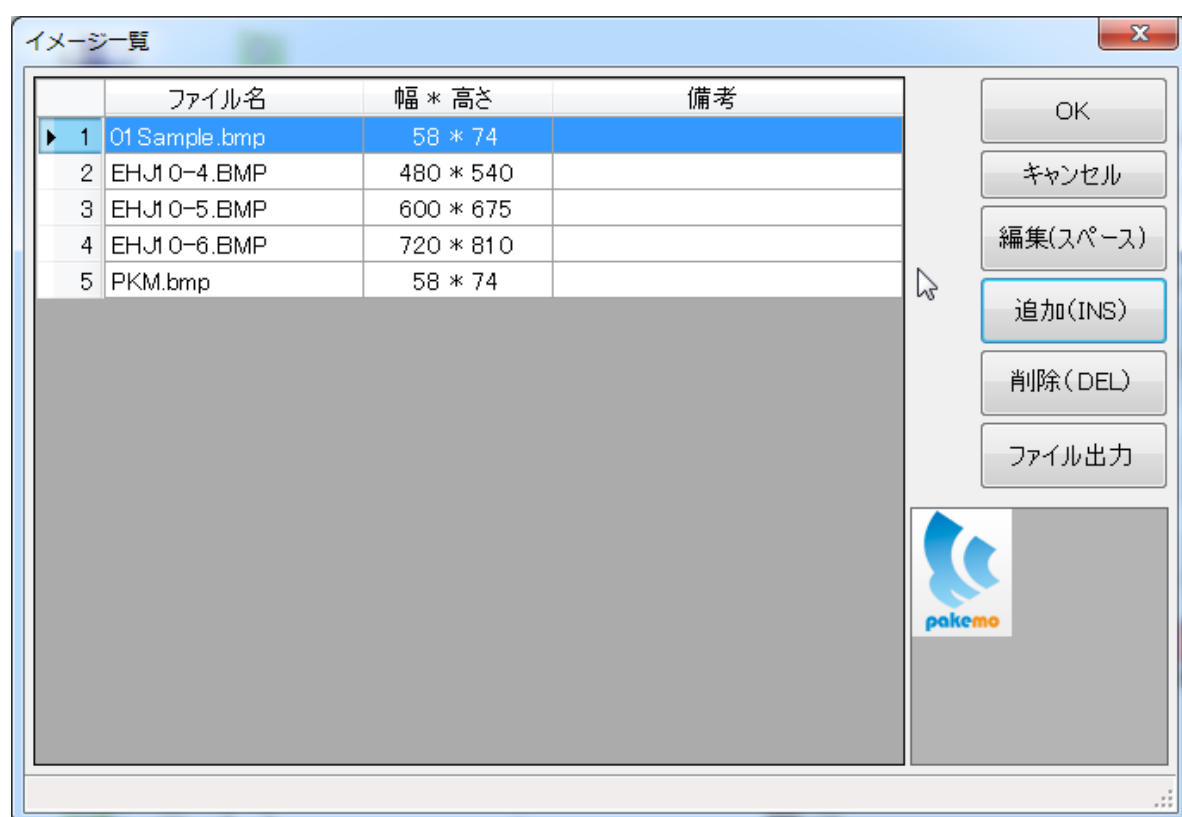 イメージ一覧
ファイル名 幅 * 高さ 備考
1 01Sample.bmp 58 * 74
2 EHJ10-4.BMP 480 * 540
3 EHJ10-5.BMP 600 * 675
4 EHJ10-6.BMP 720 * 810
5 PKM.bmp 58 * 74
OK
キャンセル
編集(スペース)
追加(INS)
削除(DEL)
ファイル出力
pakemo